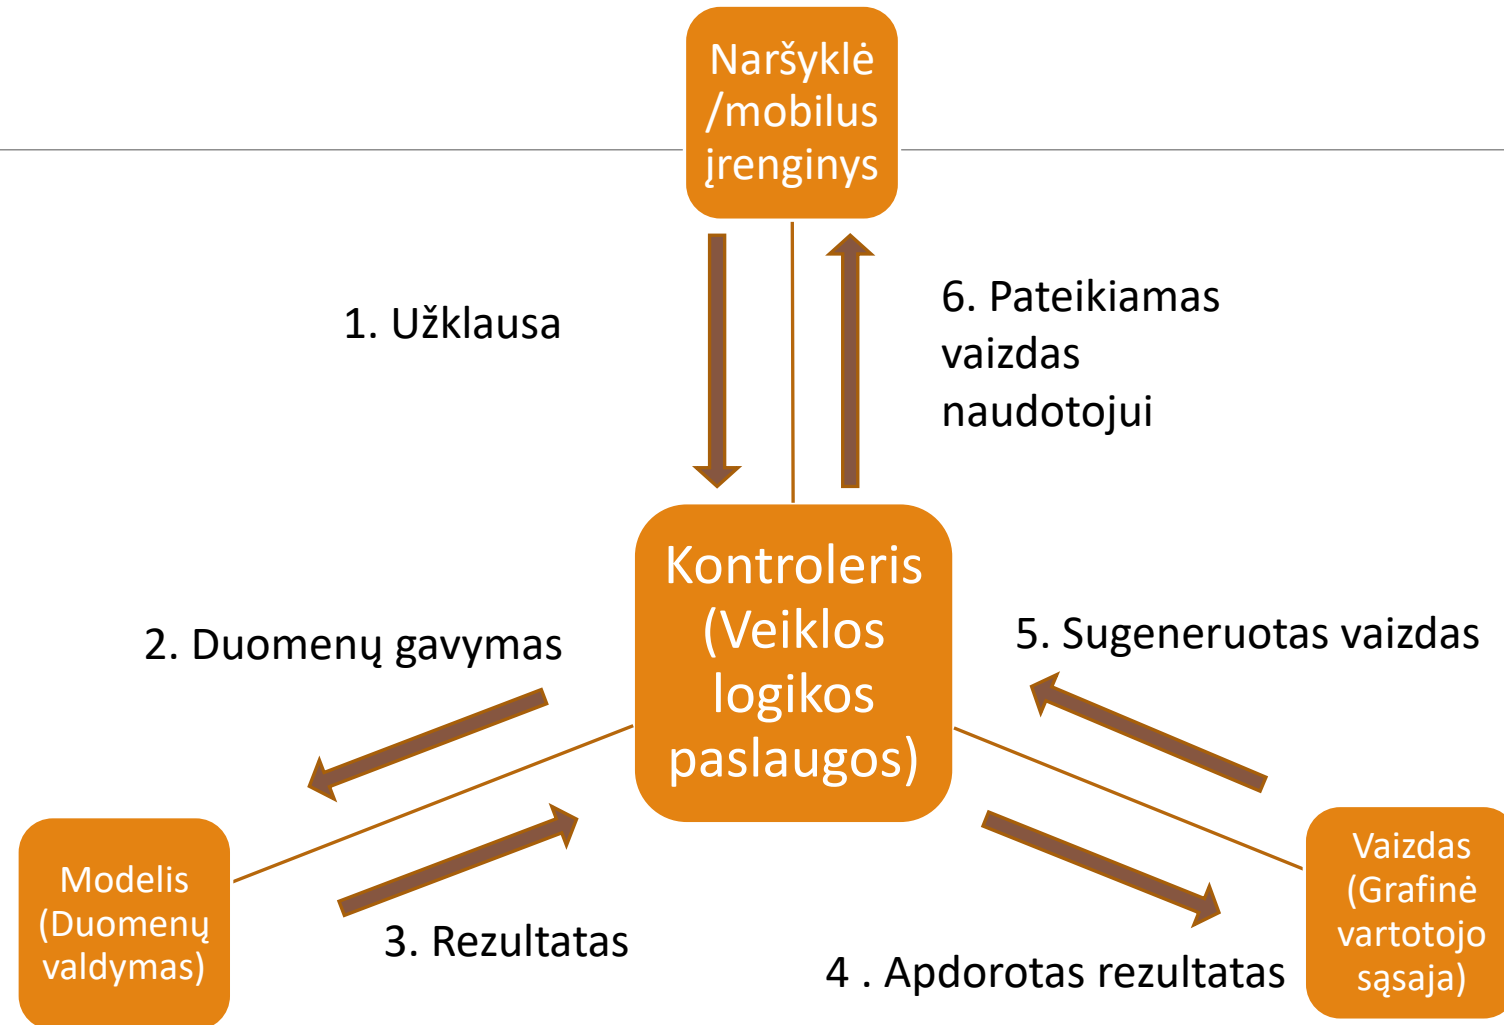 Naršyklė
/mobilus
įrenginys
1. Užklausa
6. Pateikiamas
vaizdas
naudotojui
Kontroleris
(Veiklos
logikos
paslaugos)
2. Duomenų gavymas
5. Sugeneruotas vaizdas
Modelis
(Duomenų
valdymas)
3. Rezultatas
4 . Apdorotas rezultatas
Vaizdas
(Grafinė
vartotojo
sąsaja)